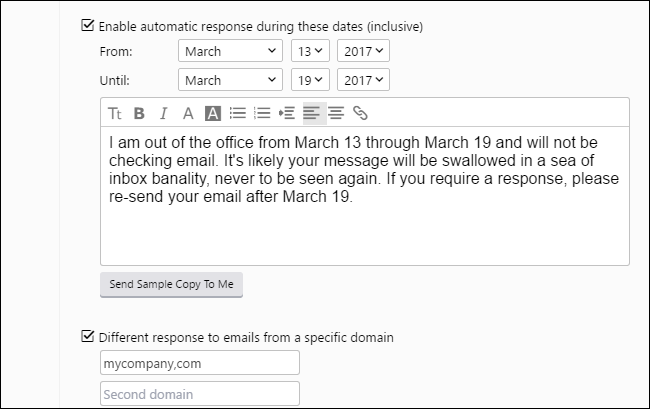 Enable automatic response during these dates (inclusive)
From: March 13 2017
Until: March 19 2017
Tt B I A A
I am out of the office from March 13 through March 19 and will not be
checking email. It's likely your message will be swallowed in a sea of
inbox banality, never to be seen again. If you require a response, please
re-send your email after March 19.
Send Sample Copy To Me
Different response to emails from a specific domain
mycompany,com
Second domain